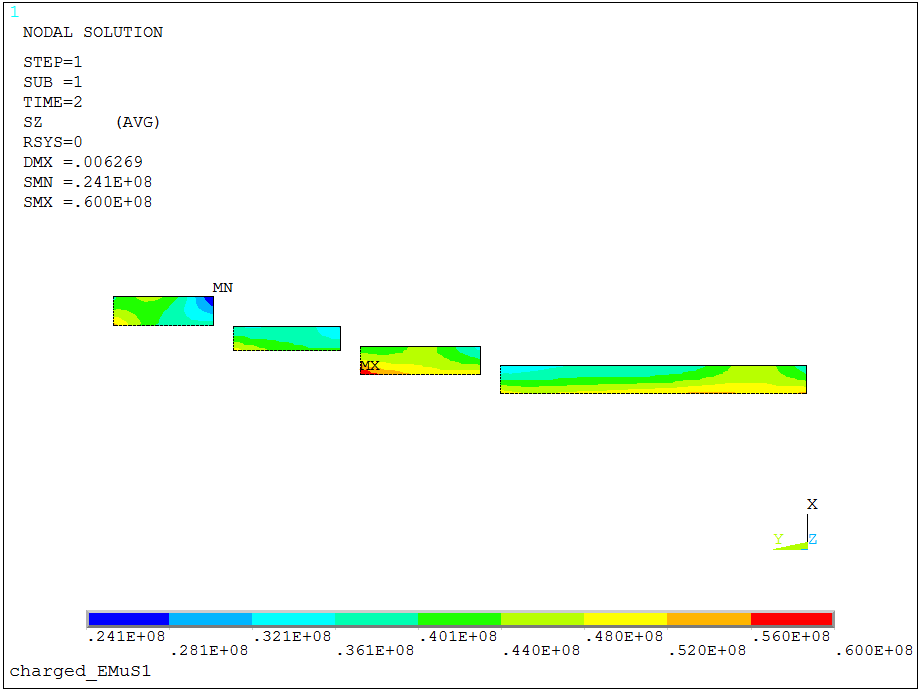 1
NODAL SOLUTION
STEP=1
SUB =1
TIME=2
SZ (AVG)
RSYS=0
DMX =.006269
SMN =.241E+08
SMX =.600E+08
MN
MX
X
Y Z
.241E+08 .321E+08 .401E+08 .480E+08 .560E+08
.281E+08 .361E+08 .440E+08 .520E+08 .600E+08
charged_EMuS1